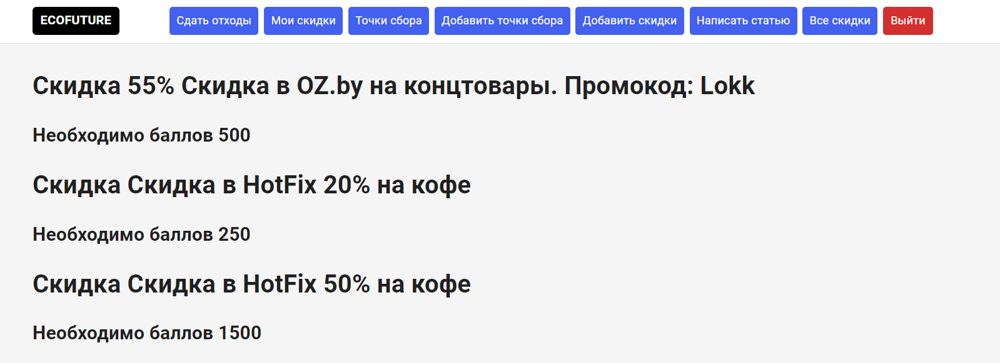 ECOFUTURE Сдать отходы Мои скидки Точки сбора Добавить точки сбора Добавить скидки Написать статью Все скидки Выйти
Скидка 55% Скидка в OZ.by на концтовары. Промокод: Lokk
Необходимо баллов 500
Скидка Скидка в HotFix 20% на кофе
Необходимо баллов 250
Скидка Скидка в HotFix 50% на кофе
Необходимо баллов 1500